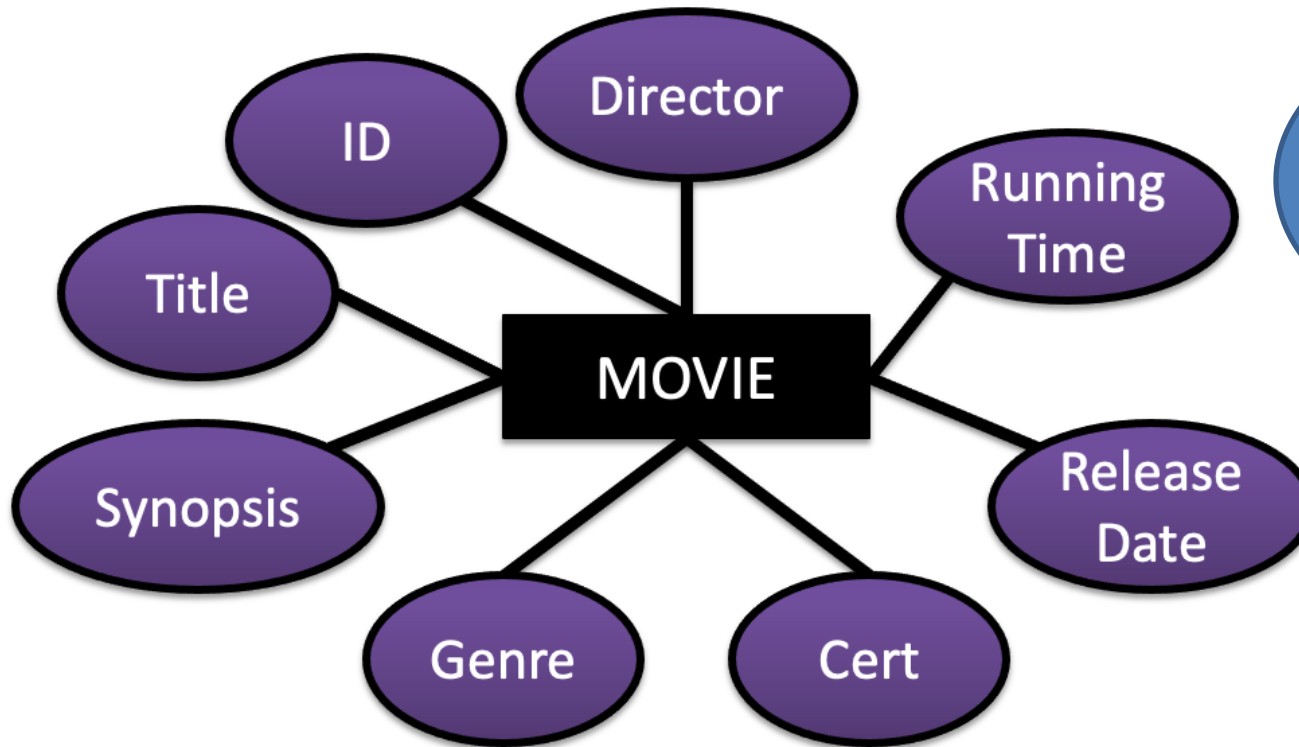 Director
ID
Running
Time
Title
MOVIE
Synopsis
Release
Date
Genre
Cert